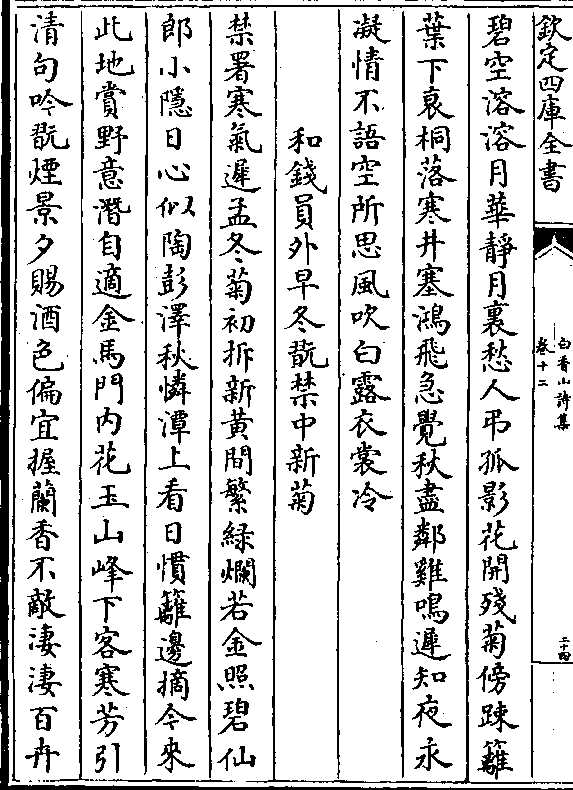 欽定四庫全書
白香山詩集
卷十二
二十四
碧空溶溶月華靜月裏愁人弔孤影花開殘菊傍踈籬
葉下衰桐落寒井塞鴻飛急覺秋盡鄰雞鳴遲知夜永
凝情不語空所思風吹白露衣裳冷
和錢員外早冬翫禁中新菊
禁署寒氣遲孟冬菊初拆新黄間繁緑爛若金照碧仙
郎小隱日心似陶彭澤秋憐潭上看日慣籬邊摘今來
此地賞野意潛自適金馬門内花玉山峰下客寒芳引
清句吟翫煙景夕賜酒色偏宜握蘭香不敵淒淒百卉